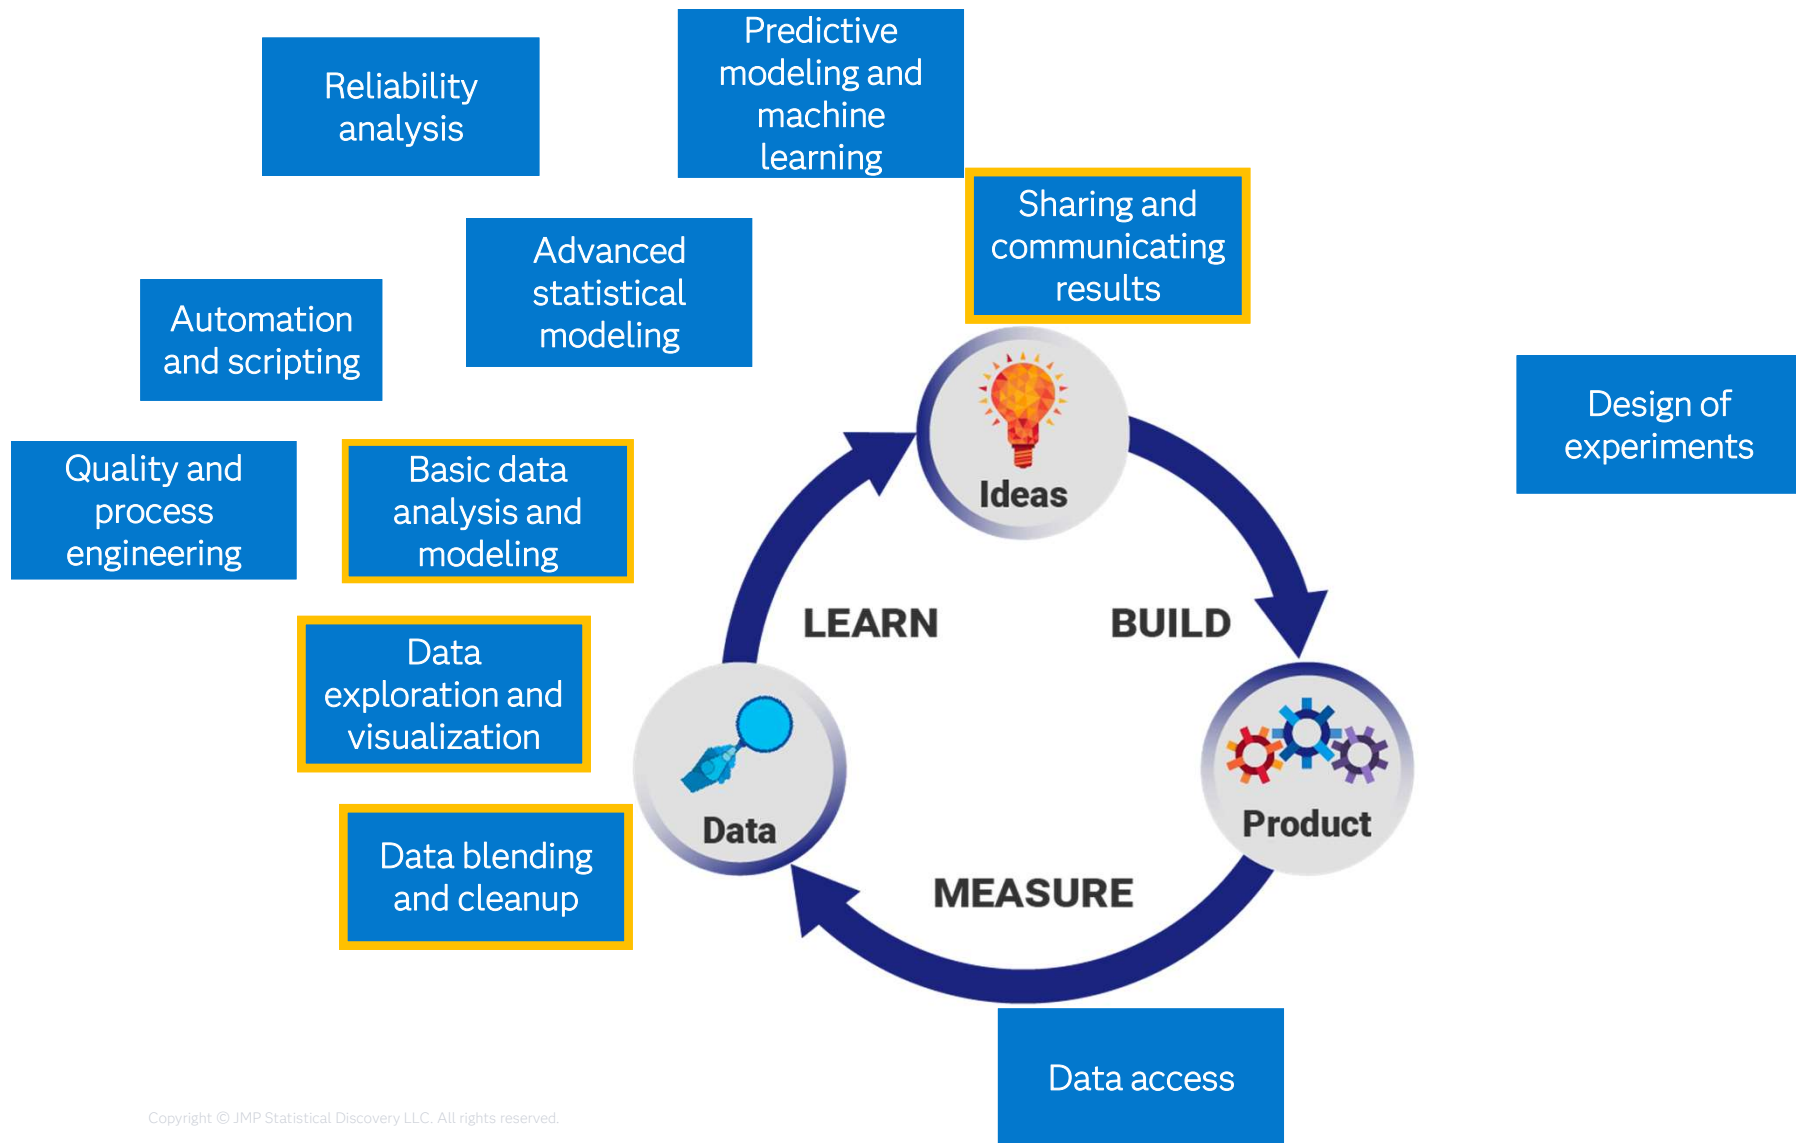 Predictive
modeling and
machine
learning
Reliability
analysis
Sharing and
communicating
results
Advanced
statistical
modeling
Automation
and scripting
Design of
experiments
Quality and
process
engineering
Basic data
analysis and
modeling
Ideas
LEARN
BUILD
Data
exploration and
visualization
Data
Product
Data blending
and cleanup
MEASURE
Data access
Copyright © JMP Statistical Discovery LLC. All rights reserved.